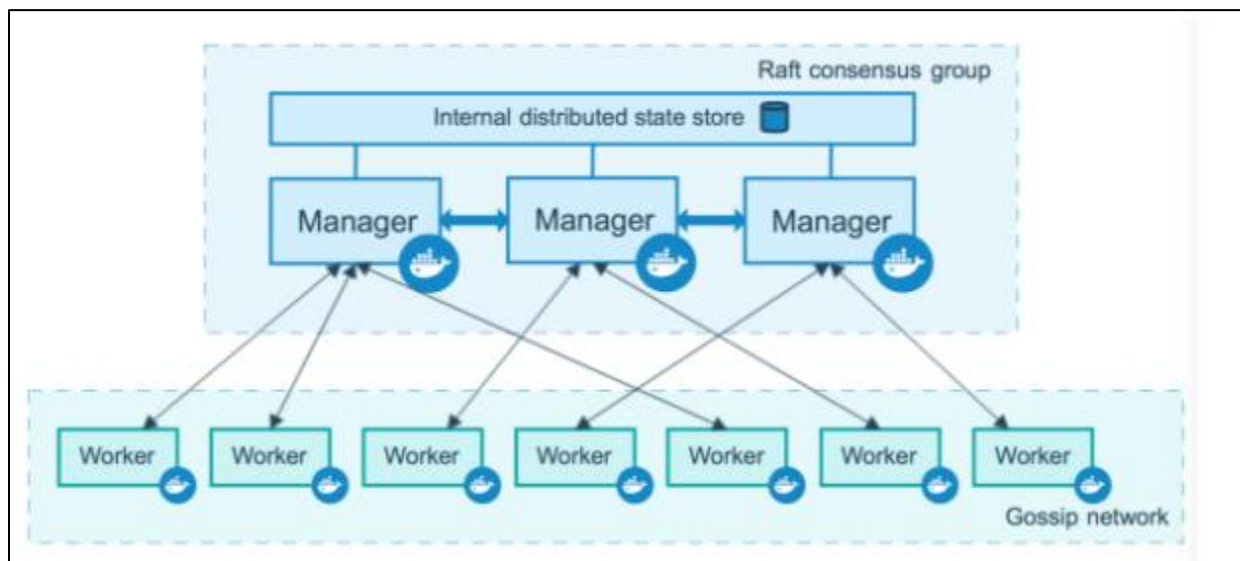 Raft consensus group
Internal distributed state store
Manager
Manager
Manager
Worker
Worker
Worker
Worker
Worker
Worker
Worker
Gossip network